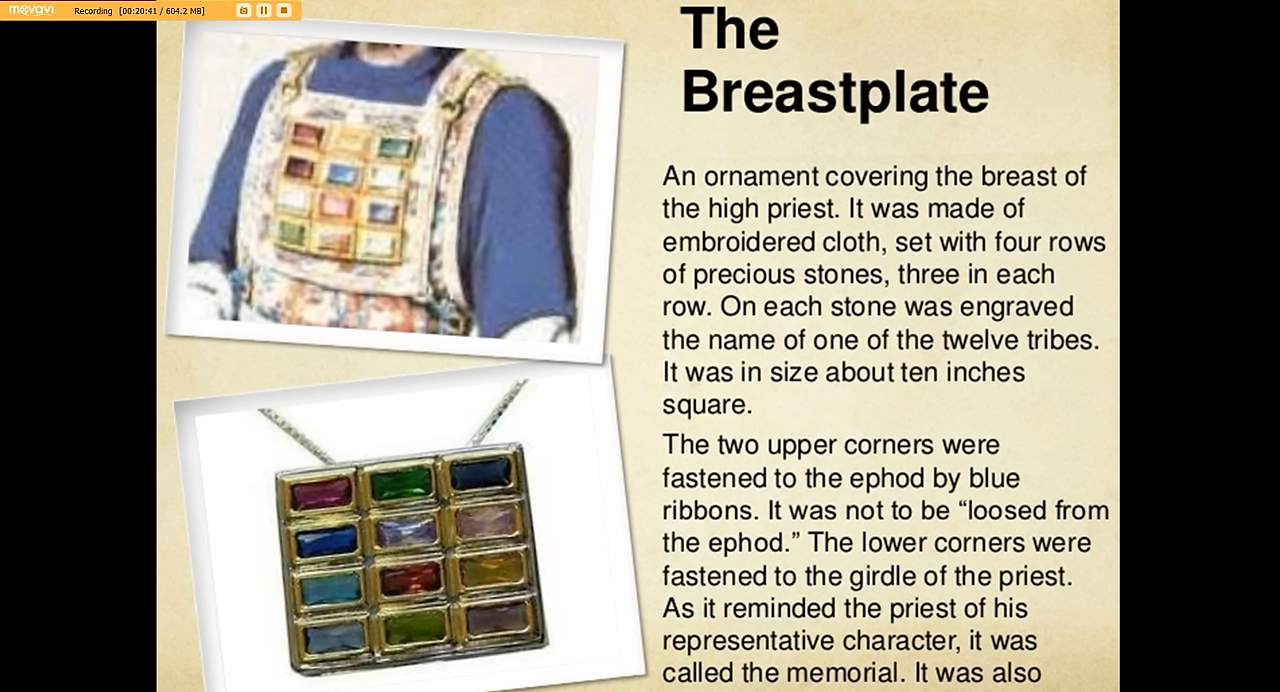 movavi Recording [00:20:41 / 604.2 MB]
The
Breastplate
An ornament covering the breast of
the high priest. It was made of
embroidered cloth, set with four rows
of precious stones, three in each
row. On each stone was engraved
the name of one of the twelve tribes.
It was in size about ten inches
square.
The two upper corners were
fastened to the ephod by blue
ribbons. It was not to be “loosed from
the ephod.” The lower corners were
fastened to the girdle of the priest.
As it reminded the priest of his
representative character, it was
called the memorial. It was also